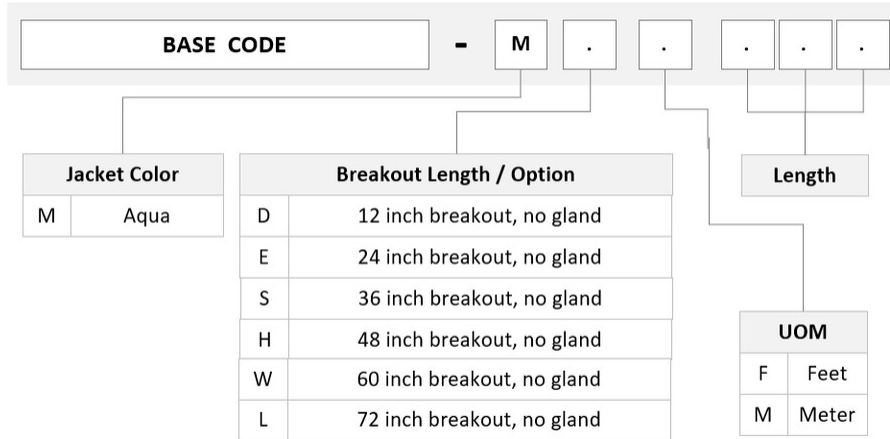 BASE CODE - M . . . . .
Jacket Color
M Aqua
Breakout Length / Option
D 12 inch breakout, no gland
E 24 inch breakout, no gland
S 36 inch breakout, no gland
H 48 inch breakout, no gland
W 60 inch breakout, no gland
L 72 inch breakout, no gland
Length
UOM
F Feet
M Meter